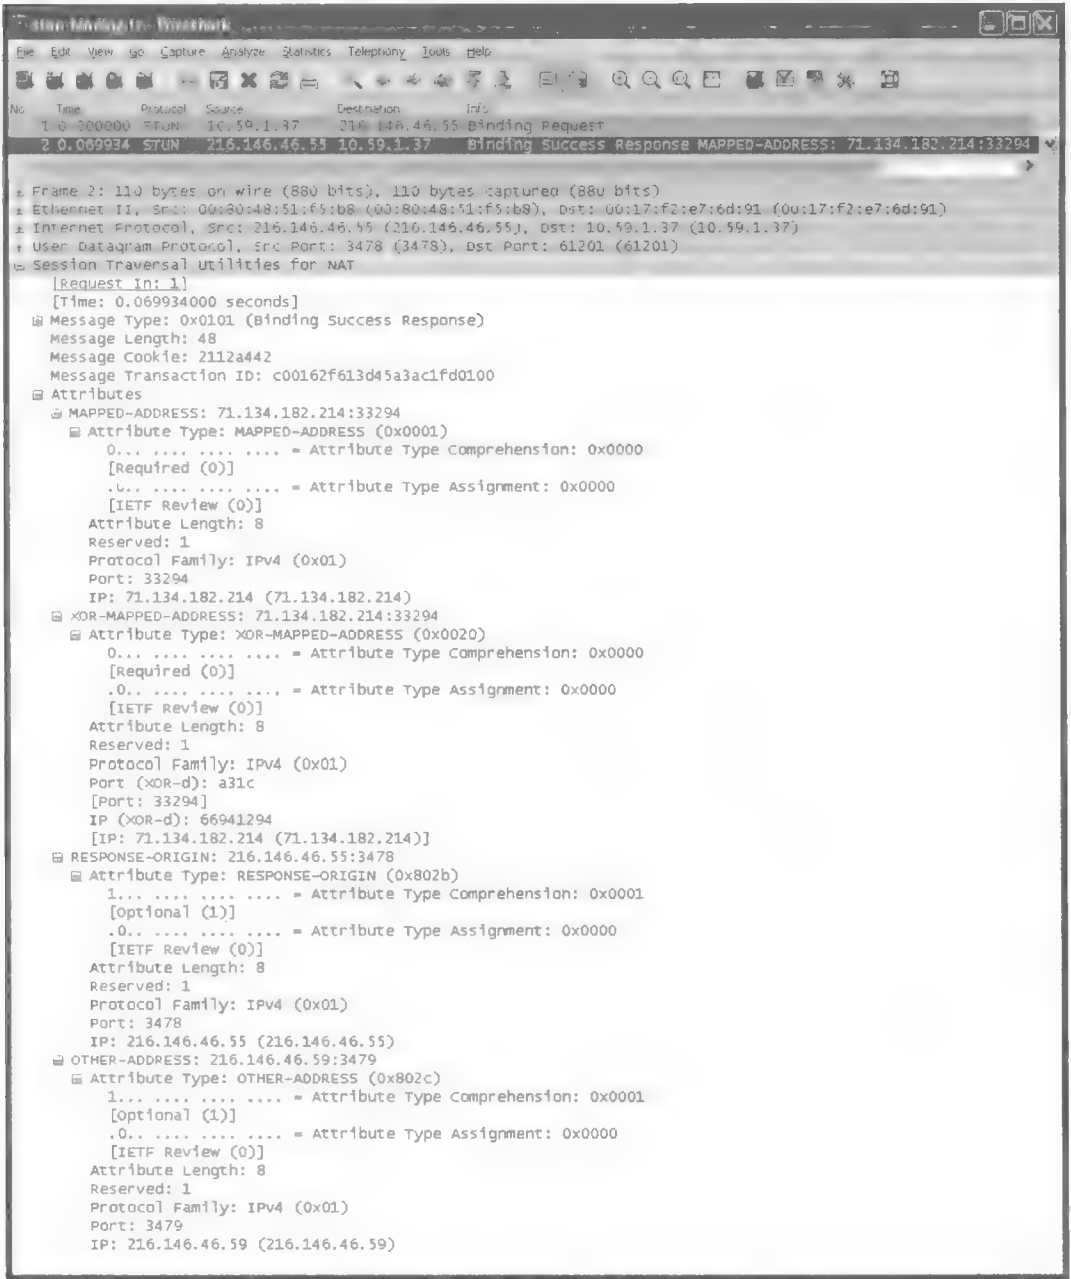 File Edit View Go Capture Analyze Statistics Telephony Tools Help
No. Time Protocol Source Destination Info
1 0.000000 STUN 10.59.1.37 216.146.46.55 Binding Request
2 0.069934 STUN 216.146.46.55 10.59.1.37 Binding Success Response MAPPED-ADDRESS: 71.134.182.214:33294
Frame 2: 110 bytes on wire (880 bits), 110 bytes captured (880 bits)
Ethernet II, Src: 00:80:48:51:f5:b8 (00:80:48:51:f5:b8), Dst: 00:17:f2:e7:6d:91 (00:17:f2:e7:6d:91)
Internet Protocol, Src: 216.146.46.55 (216.146.46.55), Dst: 10.59.1.37 (10.59.1.37)
User Datagram Protocol, Src Port: 3478 (3478), Dst Port: 61201 (61201)
Session Traversal Utilities for NAT
[Request In: 1]
[Time: 0.069934000 seconds]
Message Type: 0x0101 (Binding Success Response)
Message Length: 48
Message Cookie: 2112a442
Message Transaction ID: c00162f613d45a3ac1fd0100
Attributes
MAPPED-ADDRESS: 71.134.182.214:33294
Attribute Type: MAPPED-ADDRESS (0x0001)
0... .... .... .... = Attribute Type Comprehension: 0x0000
[Required (0)]
.0.. .... .... .... = Attribute Type Assignment: 0x0000
[IETF Review (0)]
Attribute Length: 8
Reserved: 1
Protocol Family: IPv4 (0x01)
Port: 33294
IP: 71.134.182.214 (71.134.182.214)
XOR-MAPPED-ADDRESS: 71.134.182.214:33294
Attribute Type: XOR-MAPPED-ADDRESS (0x0020)
0... .... .... .... = Attribute Type Comprehension: 0x0000
[Required (0)]
.0.. .... .... .... = Attribute Type Assignment: 0x0000
[IETF Review (0)]
Attribute Length: 8
Reserved: 1
Protocol Family: IPv4 (0x01)
Port (XOR-d): a31c
[Port: 33294]
IP (XOR-d): 66941294
[IP: 71.134.182.214 (71.134.182.214)]
RESPONSE-ORIGIN: 216.146.46.55:3478
Attribute Type: RESPONSE-ORIGIN (0x802b)
1... .... .... .... = Attribute Type Comprehension: 0x0001
[Optional (1)]
.0.. .... .... .... = Attribute Type Assignment: 0x0000
[IETF Review (0)]
Attribute Length: 8
Reserved: 1
Protocol Family: IPv4 (0x01)
Port: 3478
IP: 216.146.46.55 (216.146.46.55)
OTHER-ADDRESS: 216.146.46.59:3479
Attribute Type: OTHER-ADDRESS (0x802c)
1... .... .... .... = Attribute Type Comprehension: 0x0001
[Optional (1)]
.0.. .... .... .... = Attribute Type Assignment: 0x0000
[IETF Review (0)]
Attribute Length: 8
Reserved: 1
Protocol Family: IPv4 (0x01)
Port: 3479
IP: 216.146.46.59 (216.146.46.59)